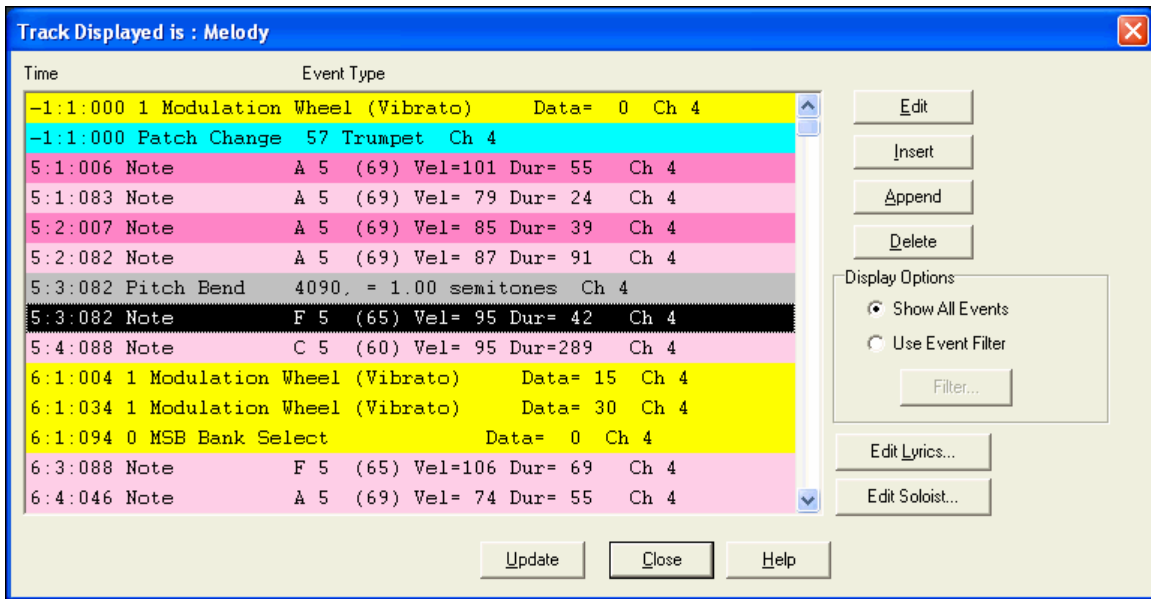 Track Displayed is : Melody
Time Event Type
-1:1:000 1 Modulation Wheel (Vibrato) Data= 0 Ch 4
-1:1:000 Patch Change 57 Trumpet Ch 4
5:1:006 Note A 5 (69) Vel=101 Dur= 55 Ch 4
5:1:083 Note A 5 (69) Vel= 79 Dur= 24 Ch 4
5:2:007 Note A 5 (69) Vel= 85 Dur= 39 Ch 4
5:2:082 Note A 5 (69) Vel= 87 Dur= 91 Ch 4
5:3:082 Pitch Bend 4090, = 1.00 semitones Ch 4
5:3:082 Note F 5 (65) Vel= 95 Dur= 42 Ch 4
5:4:088 Note C 5 (60) Vel= 95 Dur=289 Ch 4
6:1:004 1 Modulation Wheel (Vibrato) Data= 15 Ch 4
6:1:034 1 Modulation Wheel (Vibrato) Data= 30 Ch 4
6:1:094 0 MSB Bank Select Data= 0 Ch 4
6:3:088 Note F 5 (65) Vel=106 Dur= 69 Ch 4
6:4:046 Note A 5 (69) Vel= 74 Dur= 55 Ch 4
Edit
Insert
Append
Delete
Display Options
Show All Events
Use Event Filter
Filter...
Edit Lyrics...
Edit Soloist...
Update Close Help